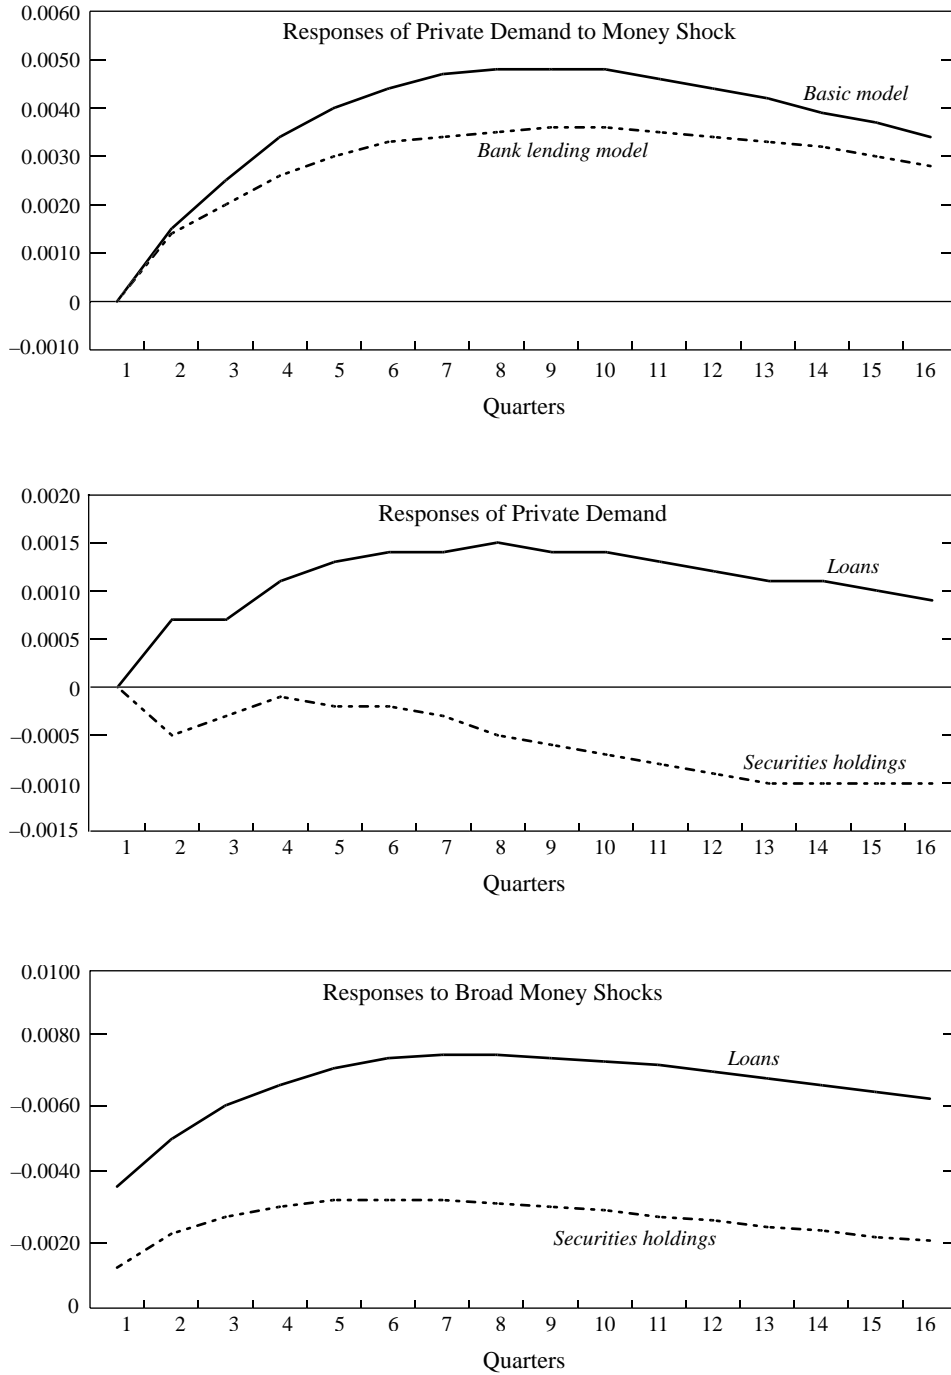 0.0060
Responses of Private Demand to Money Shock
0.0050
Basic model
0.0040
Bank lending model
0.0030
0.0020
0.0010
0
–0.0010
1 2 3 4 5 6 7 8 9 10 11 12 13 14 15 16
Quarters
0.0020
Responses of Private Demand
0.0015
Loans
0.0010
0.0005
0
–0.0005
Securities holdings
–0.0010
–0.0015
1 2 3 4 5 6 7 8 9 10 11 12 13 14 15 16
Quarters
0.0100
Responses to Broad Money Shocks
0.0080
Loans
–0.0060
–0.0040
–0.0020
Securities holdings
0
1 2 3 4 5 6 7 8 9 10 11 12 13 14 15 16
Quarters